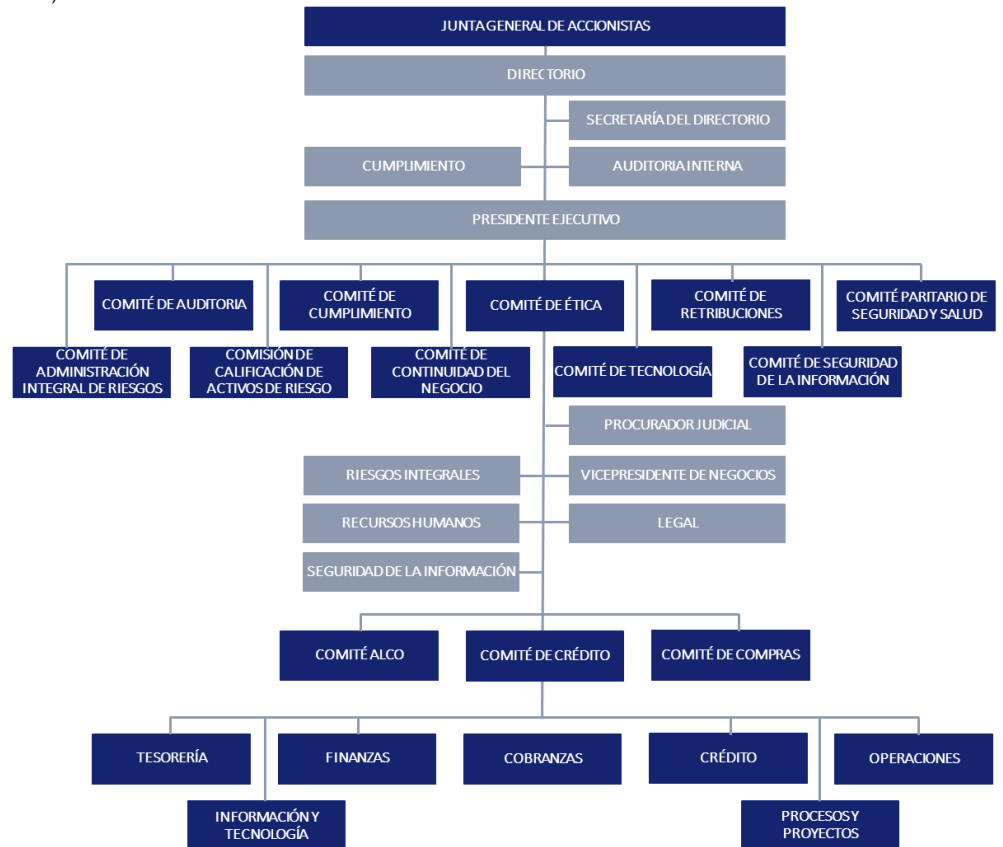 JUNTA GENERAL DE ACCIONISTAS
DIRECTORIO
SECRETARÍA DEL DIRECTORIO
CUMPLIMIENTO
AUDITORIA INTERNA
PRESIDENTE EJECUTIVO
COMITÉ DE AUDITORIA
COMITÉ DE
CUMPLIMIENTO
COMITÉ DE ÉTICA
COMITÉ DE
RETRIBUCIONES
COMITÉ PARITARIO DE
SEGURIDAD Y SALUD
COMITÉ DE
ADMINISTRACIÓN
INTEGRAL DE RIESGOS
COMISIÓN DE
CALIFICACIÓN DE
ACTIVOS DE RIESGO
COMITÉ DE
CONTINUIDAD DEL
NEGOCIO
COMITÉ DE TECNOLOGÍA
COMITÉ DE SEGURIDAD
DE LA INFORMACIÓN
PROCURADOR JUDICIAL
RIESGOS INTEGRALES
VICEPRESIDENTE DE NEGOCIOS
RECURSOS HUMANOS
LEGAL
SEGURIDAD DE LA INFORMACIÓN
COMITÉ ALCO
COMITÉ DE CRÉDITO
COMITÉ DE COMPRAS
TESORERÍA
FINANZAS
COBRANZAS
CRÉDITO
OPERACIONES
INFORMACIÓN Y
TECNOLOGÍA
PROCESOS Y
PROYECTOS